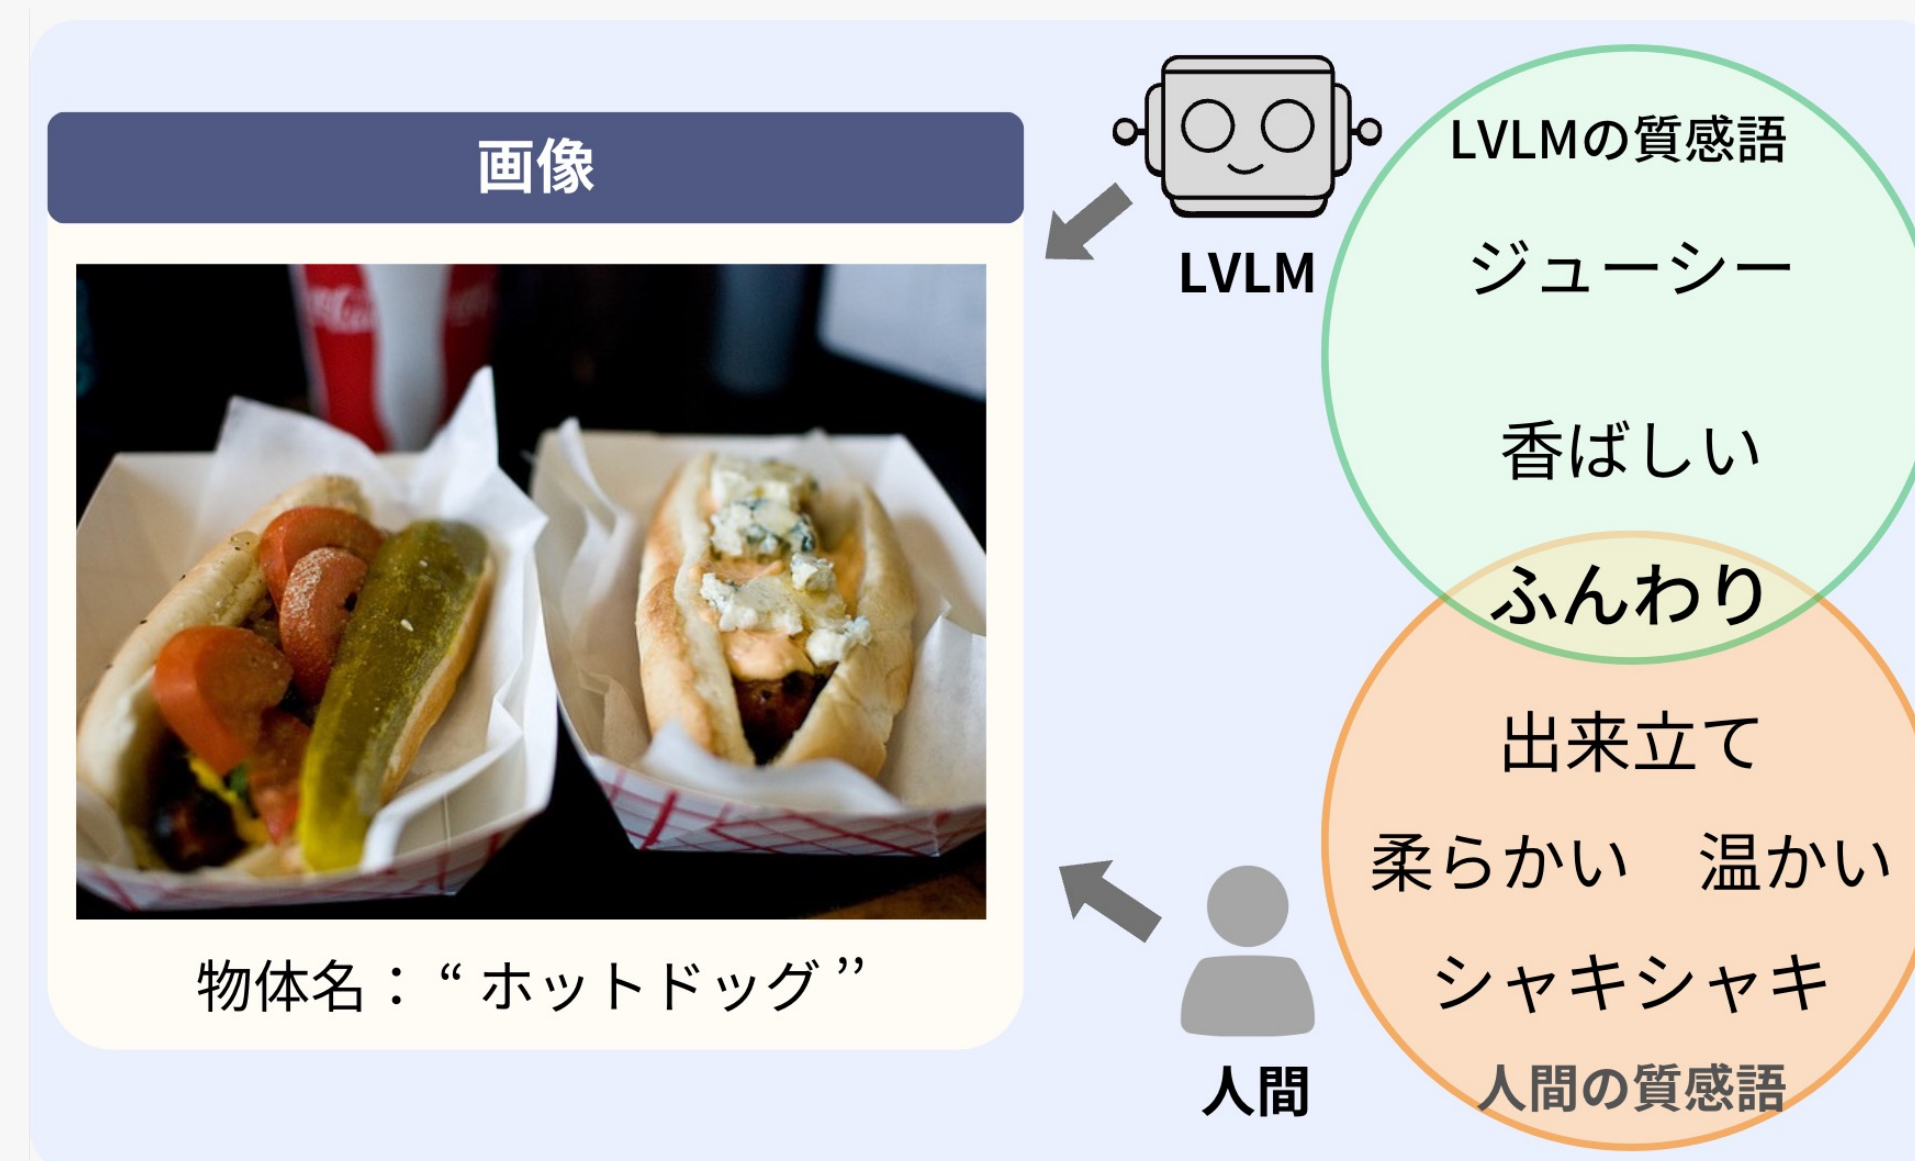 画像
物体名：“ホットドッグ’’
LVLM
人間
LVLMの質感語
ジューシー
香ばしい
ふんわり
出来立て
柔らかい　温かい
シャキシャキ
人間の質感語